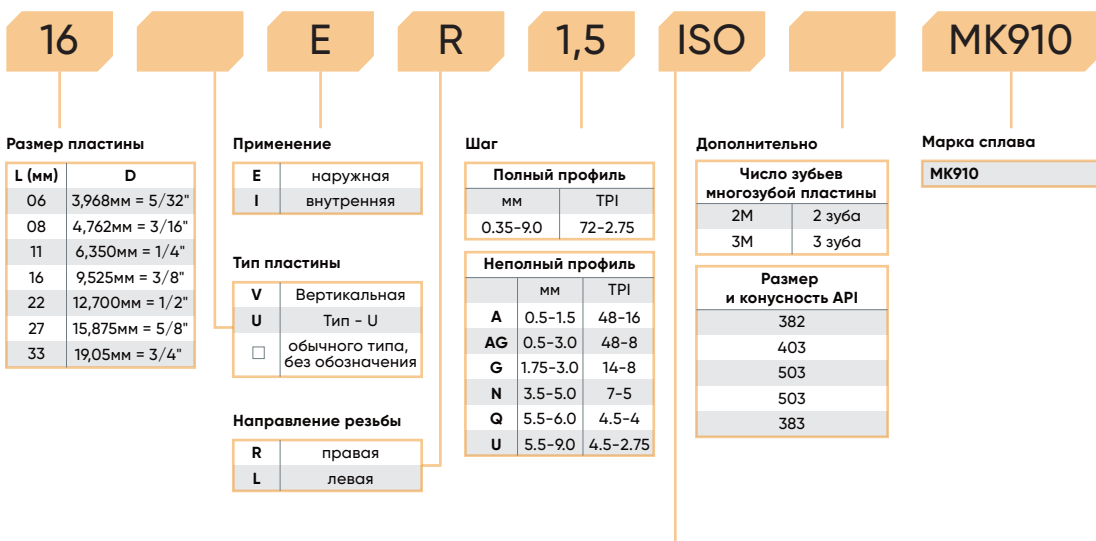 16 E R 1,5 ISO MK910
Размер пластины
L (мм) D
06 3,968мм = 5/32"
08 4,762мм = 3/16"
11 6,350мм = 1/4"
16 9,525мм = 3/8"
22 12,700мм = 1/2"
27 15,875мм = 5/8"
33 19,05мм = 3/4"
Применение
E наружная
I внутренняя
Тип пластины
V Вертикальная
U Тип - U
□ обычного типа,
без обозначения
Направление резьбы
R правая
L левая
Шаг
Полный профиль
мм TPI
0.35-9.0 72-2.75
Неполный профиль
мм TPI
A 0.5-1.5 48-16
AG 0.5-3.0 48-8
G 1.75-3.0 14-8
N 3.5-5.0 7-5
Q 5.5-6.0 4.5-4
U 5.5-9.0 4.5-2.75
Дополнительно
Число зубьев
многозубой пластины
2M 2 зуба
3M 3 зуба
Размер
и конусность API
382
403
503
503
383
Марка сплава
MK910